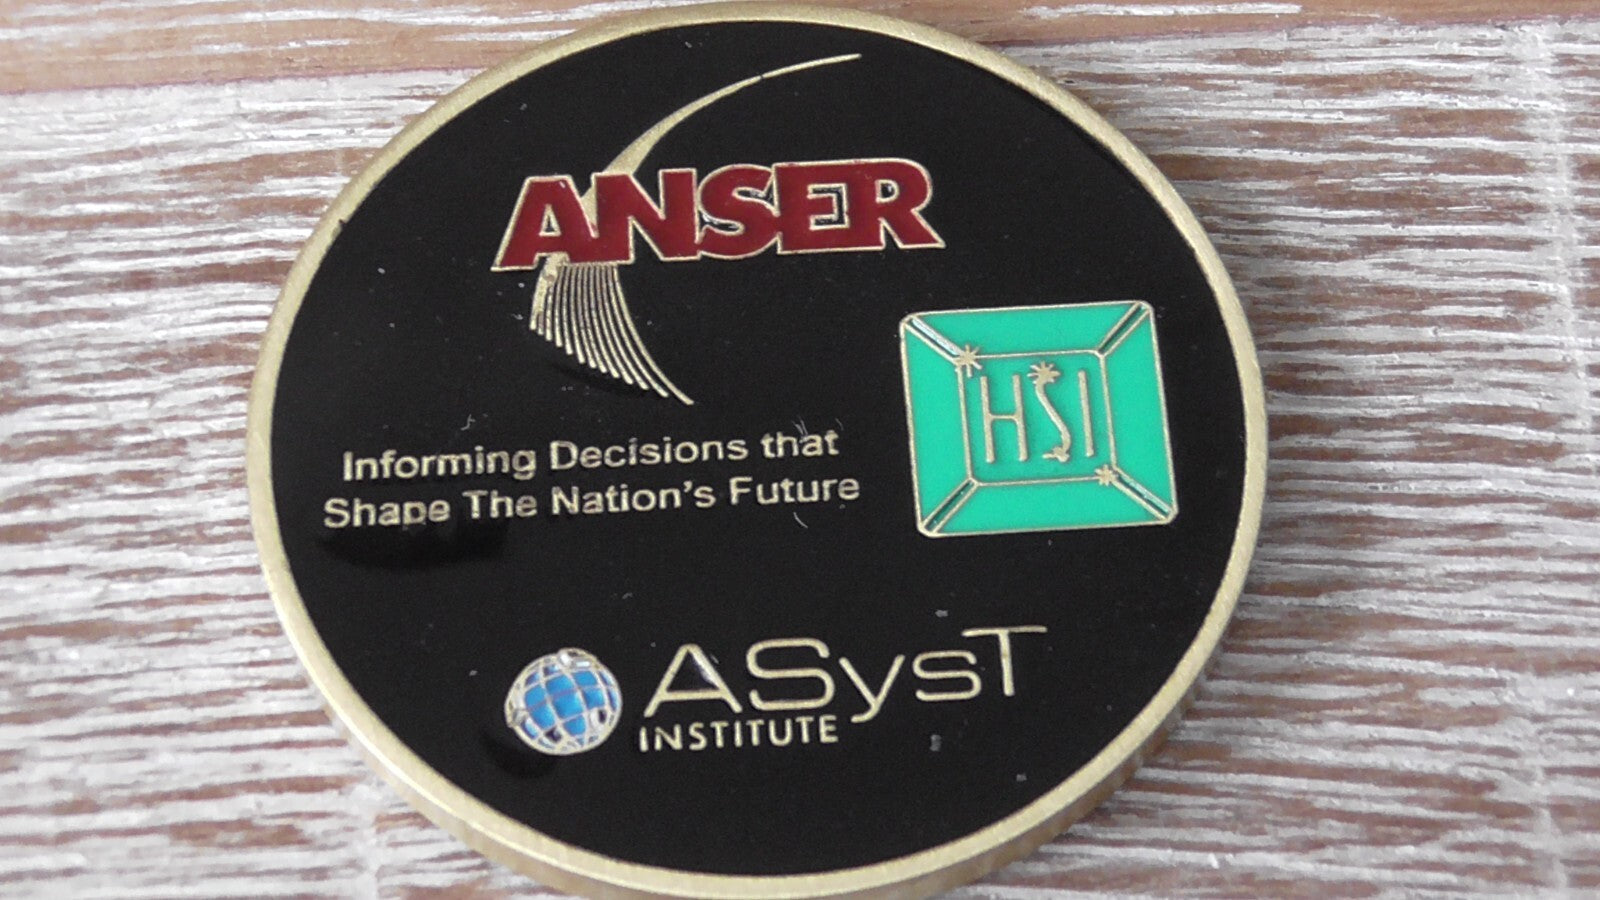 ANSER
Informing Decisions that
Shape The Nation's Future
HSI
ASysT
INSTITUTE